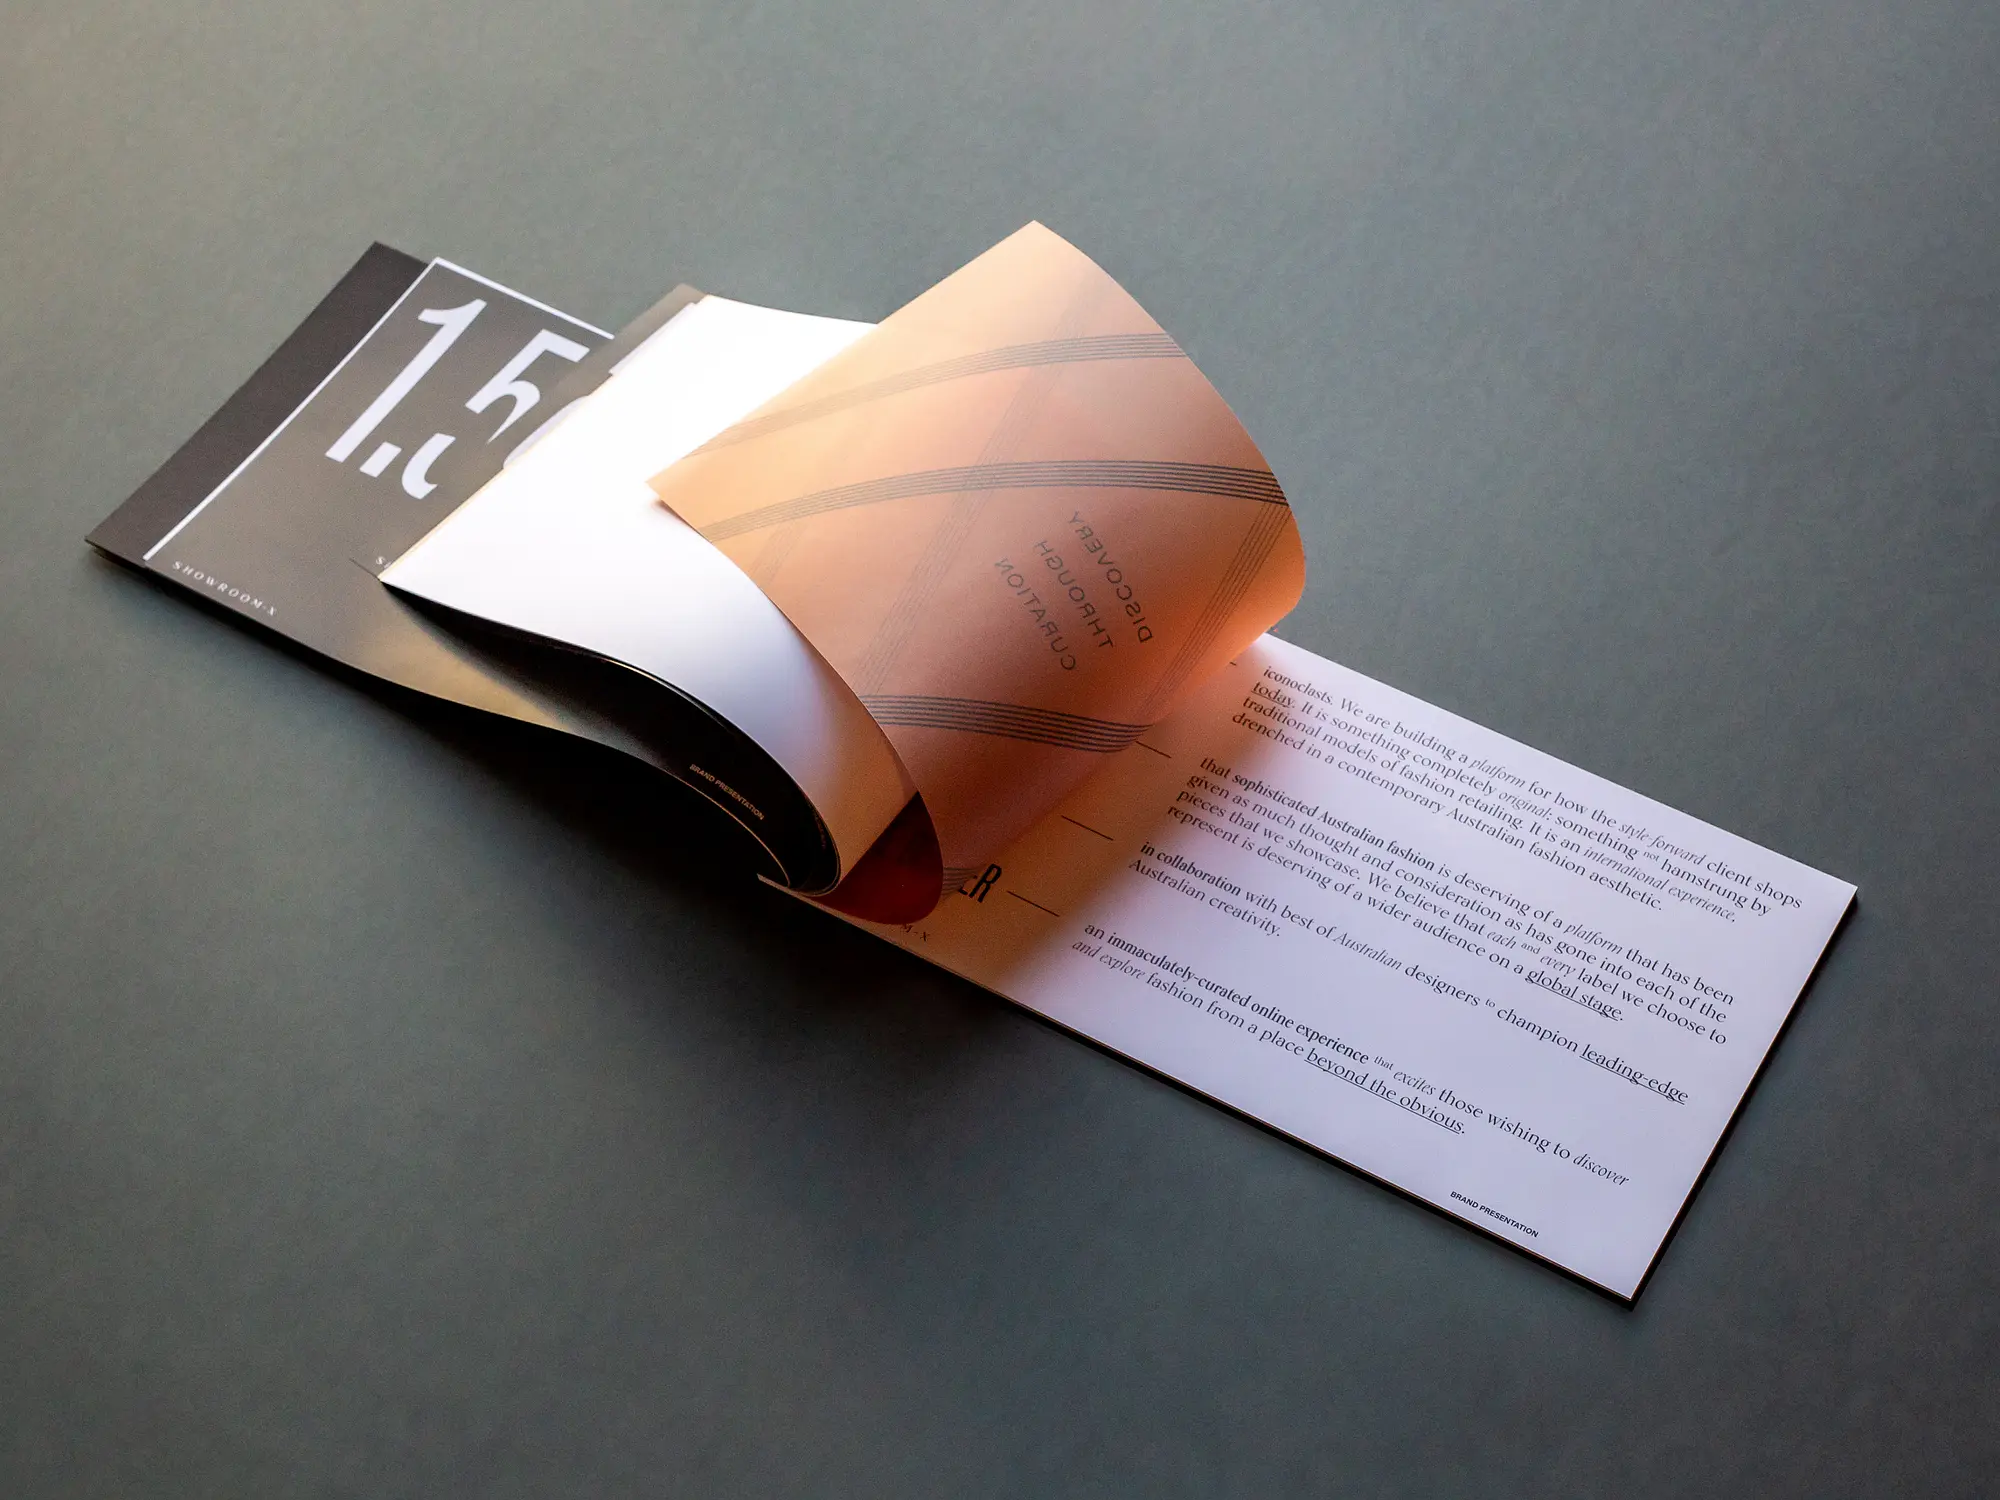 1.5
SHOWROOM-X
BRAND PRESENTATION
DISCOVERY
THROUGH
CURATION
ER
M-X
iconoclasts. We are building a platform for how the style-forward client shops
today. It is something completely original; something not hamstrung by
traditional models of fashion retailing. It is an international experience,
drenched in a contemporary Australian fashion aesthetic.
that sophisticated Australian fashion is deserving of a platform that has been
given as much thought and consideration as has gone into each of the
pieces that we showcase. We believe that each and every label we choose to
represent is deserving of a wider audience on a global stage.
in collaboration with best of Australian designers to champion leading-edge
Australian creativity.
an immaculately-curated online experience that excites those wishing to discover
and explore fashion from a place beyond the obvious.
BRAND PRESENTATION